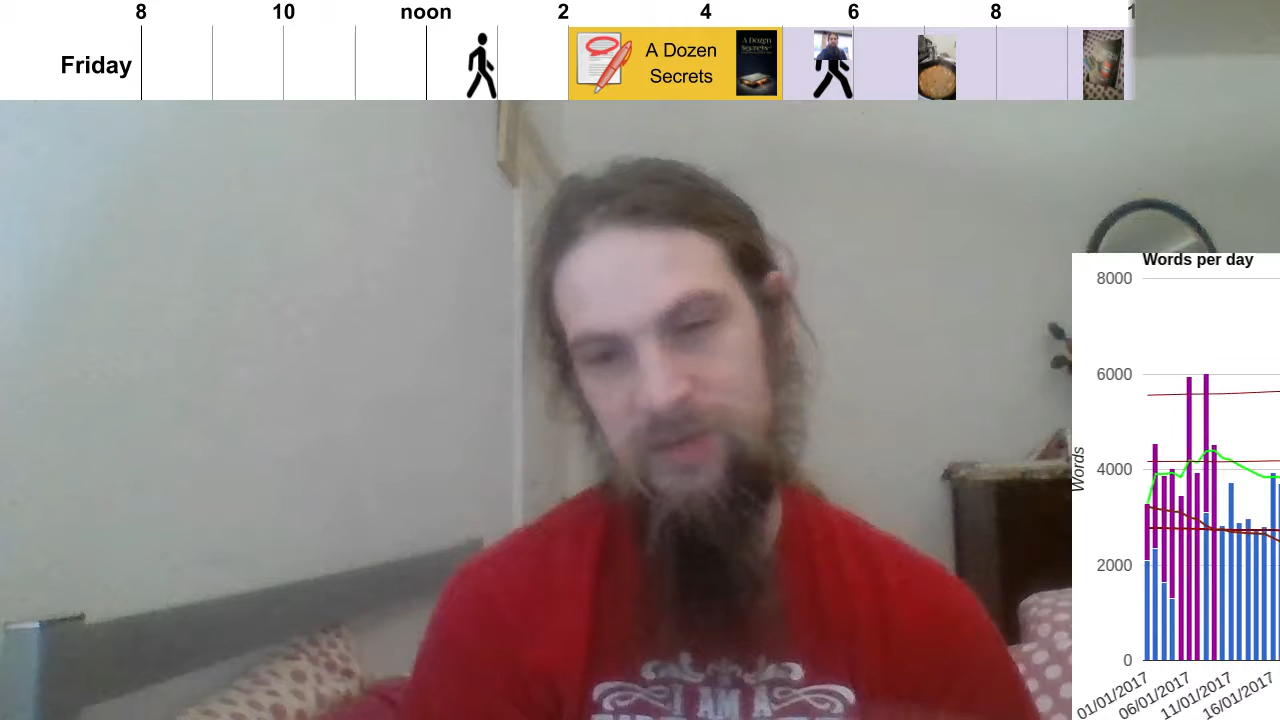 8 10 noon 2 4 6 8 1
Friday
A Dozen
Secrets
Words per day
8000
6000
4000
2000
0
Words
01/01/2017 06/01/2017 11/01/2017 16/01/2017
I AM A